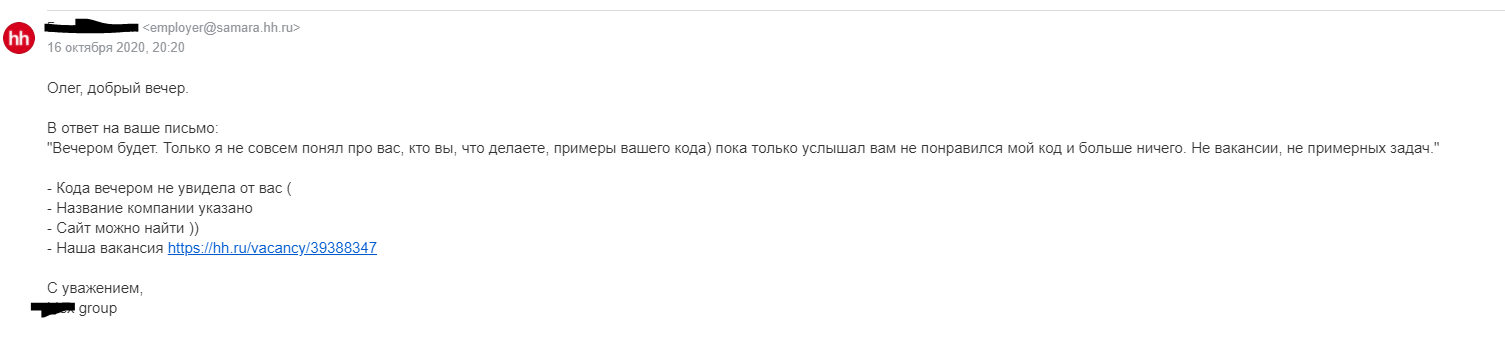 hh
<employer@samara.hh.ru>
16 октября 2020, 20:20
Олег, добрый вечер.
В ответ на ваше письмо:
"Вечером будет. Только я не совсем понял про вас, кто вы, что делаете, примеры вашего кода) пока только услышал вам не понравился мой код и больше ничего. Не вакансии, не примерных задач."
- Кода вечером не увидела от вас (
- Название компании указано
- Сайт можно найти ))
- Наша вакансия https://hh.ru/vacancy/39388347
С уважением,
group